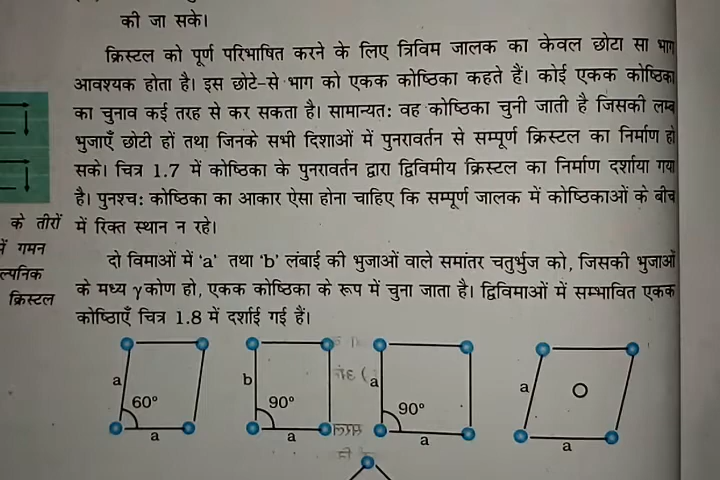 की जा सके।
क्रिस्टल को पूर्ण परिभाषित करने के लिए त्रिविम जालक का केवल छोटा सा भाग
आवश्यक होता है। इस छोटे-से भाग को एकक कोष्ठिका कहते हैं। कोई एकक कोष्ठिका
का चुनाव कई तरह से कर सकता है। सामान्यतः वह कोष्ठिका चुनी जाती है जिसकी लम्ब
भुजाएँ छोटी हों तथा जिनके सभी दिशाओं में पुनरावर्तन से सम्पूर्ण क्रिस्टल का निर्माण हो
सके। चित्र 1.7 में कोष्ठिका के पुनरावर्तन द्वारा द्विविमीय क्रिस्टल का निर्माण दर्शाया गया
है। पुनश्चः कोष्ठिका का आकार ऐसा होना चाहिए कि सम्पूर्ण जालक में कोष्ठिकाओं के बीच
में रिक्त स्थान न रहे।
के तीरों
में गमन
ल्पनिक
क्रिस्टल
दो विमाओं में 'a' तथा 'b' लंबाई की भुजाओं वाले समांतर चतुर्भुज को, जिसकी भुजाओं
के मध्य γ कोण हो, एकक कोष्ठिका के रूप में चुना जाता है। द्विविमाओं में सम्भावित एकक
कोष्ठिाएँ चित्र 1.8 में दर्शाई गई हैं।
a
60°
a
b
90°
a
a
90°
a
a
a